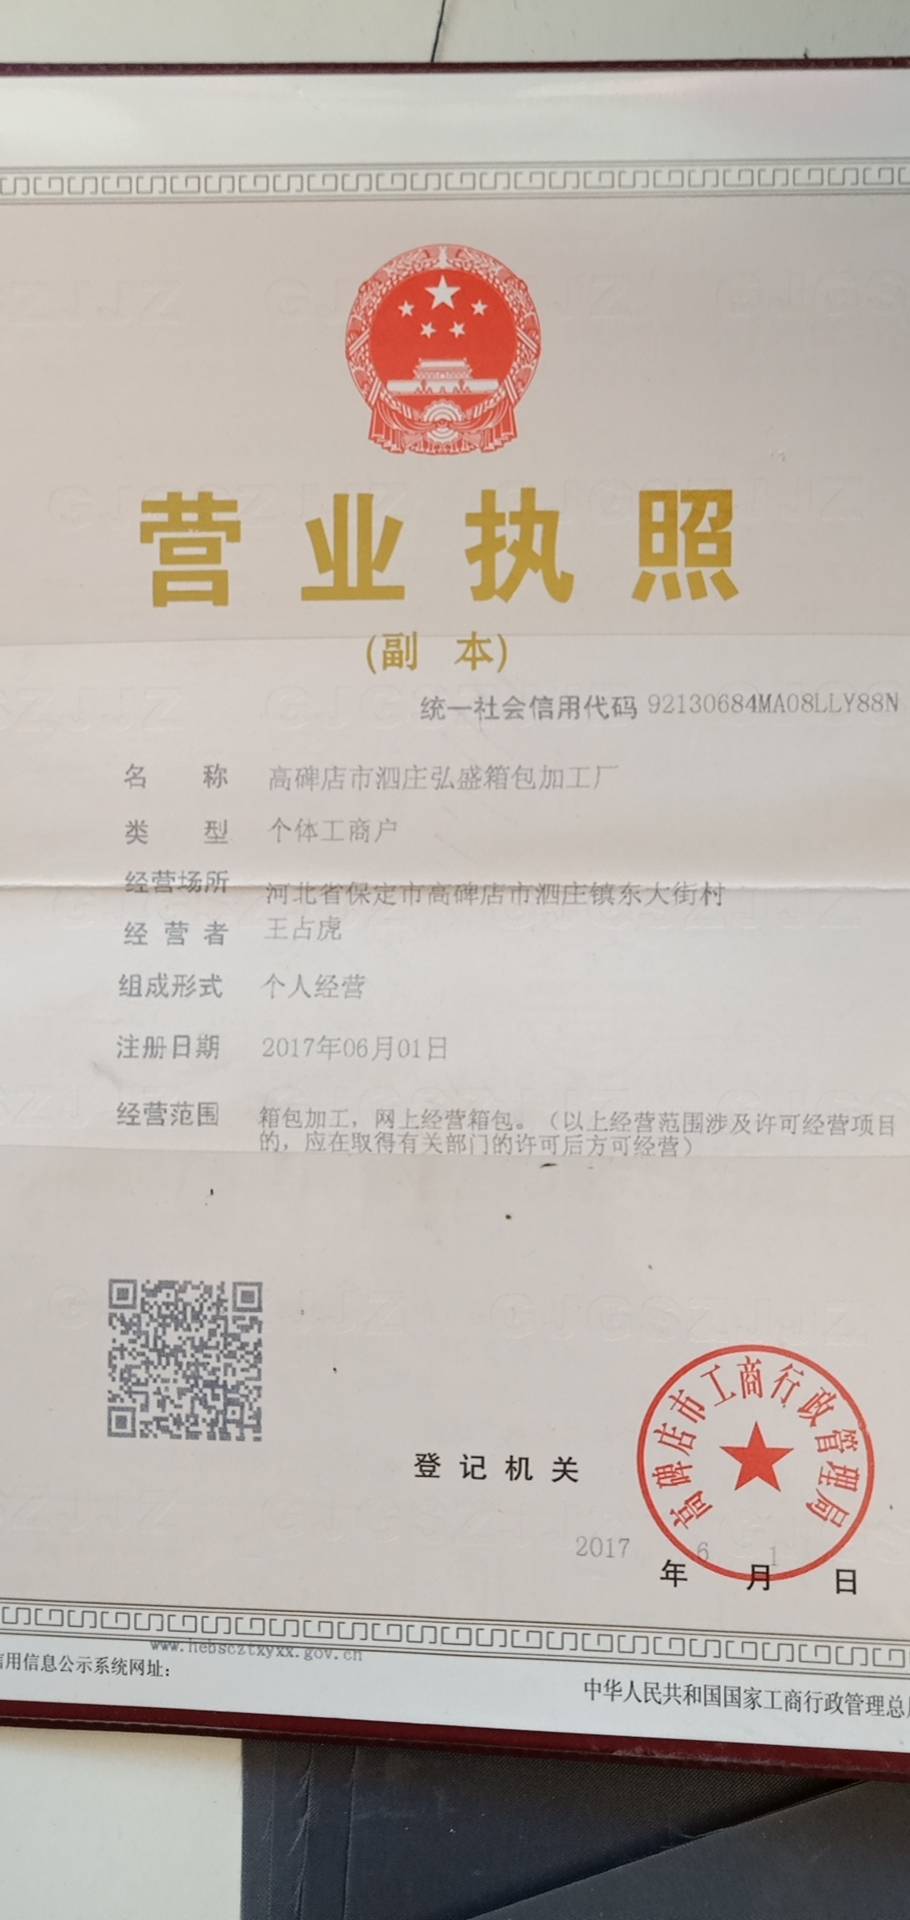 营业执照
(副 本)
统一社会信用代码 92130684MA08LLY88N
名 称 高碑店市泗庄弘盛箱包加工厂
类 型 个体工商户
经营场所 河北省保定市高碑店市泗庄镇东大街村
经营者 王占虎
组成形式 个人经营
注册日期 2017年06月01日
经营范围 箱包加工，网上经营箱包。（以上经营范围涉及许可经营项目
的，应在取得有关部门的许可后方可经营）
高碑店市工商行政管理局
登记机关
2017年6月1日
www.hebscztxyxx.gov.cn
信用信息公示系统网址：
中华人民共和国国家工商行政管理总局